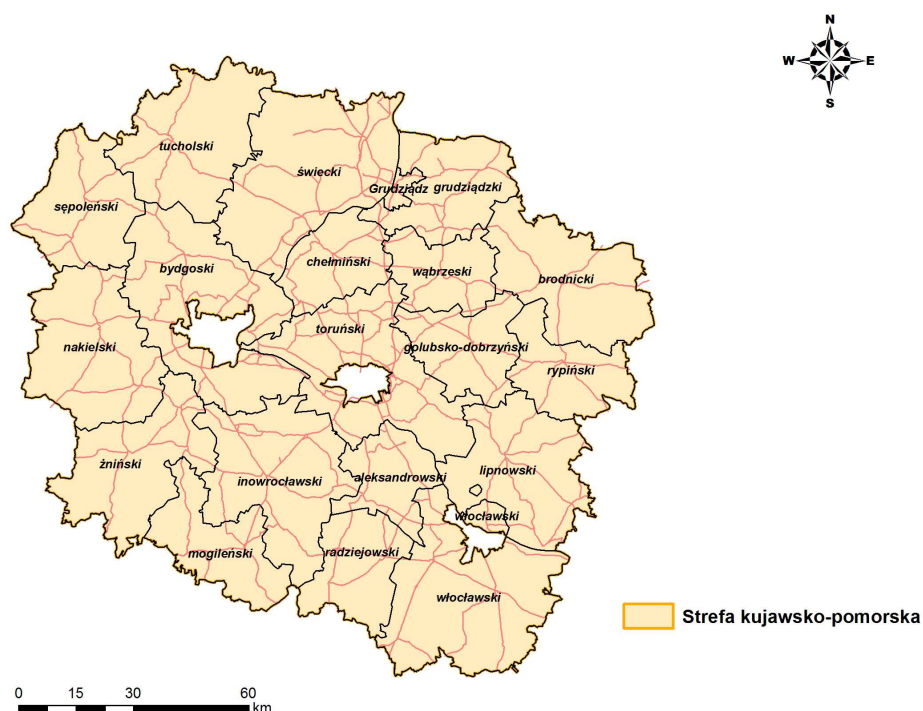 N
W E
S
tucholski
świecki
Grudziądz
grudziądzki
sępoleński
bydgoski
chełmiński
wąbrzeski
brodnicki
toruński
nakielski
golubsko-dobrzyński
rypiński
żniński
inowrocławski
aleksandrowski
lipnowski
włocławski
mogileński
radziejowski
włocławski
Strefa kujawsko-pomorska
0 15 30 60
km